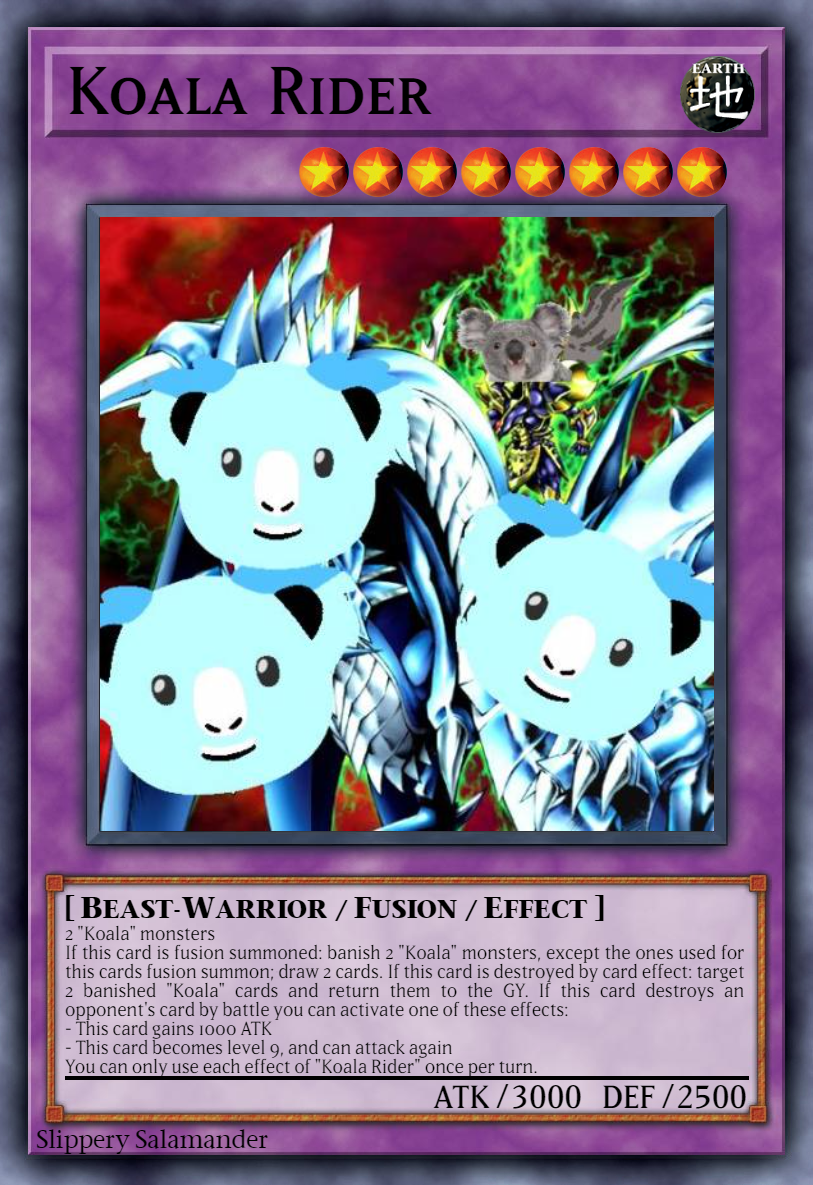 Koala Rider
EARTH
地
[ Beast-Warrior / Fusion / Effect ]
2 "Koala" monsters
If this card is fusion summoned: banish 2 "Koala" monsters, except the ones used for
this cards fusion summon; draw 2 cards. If this card is destroyed by card effect: target
2 banished "Koala" cards and return them to the GY. If this card destroys an
opponent's card by battle you can activate one of these effects:
- This card gains 1000 ATK
- This card becomes level 9, and can attack again
You can only use each effect of "Koala Rider" once per turn.
ATK / 3000 DEF / 2500
Slippery Salamander